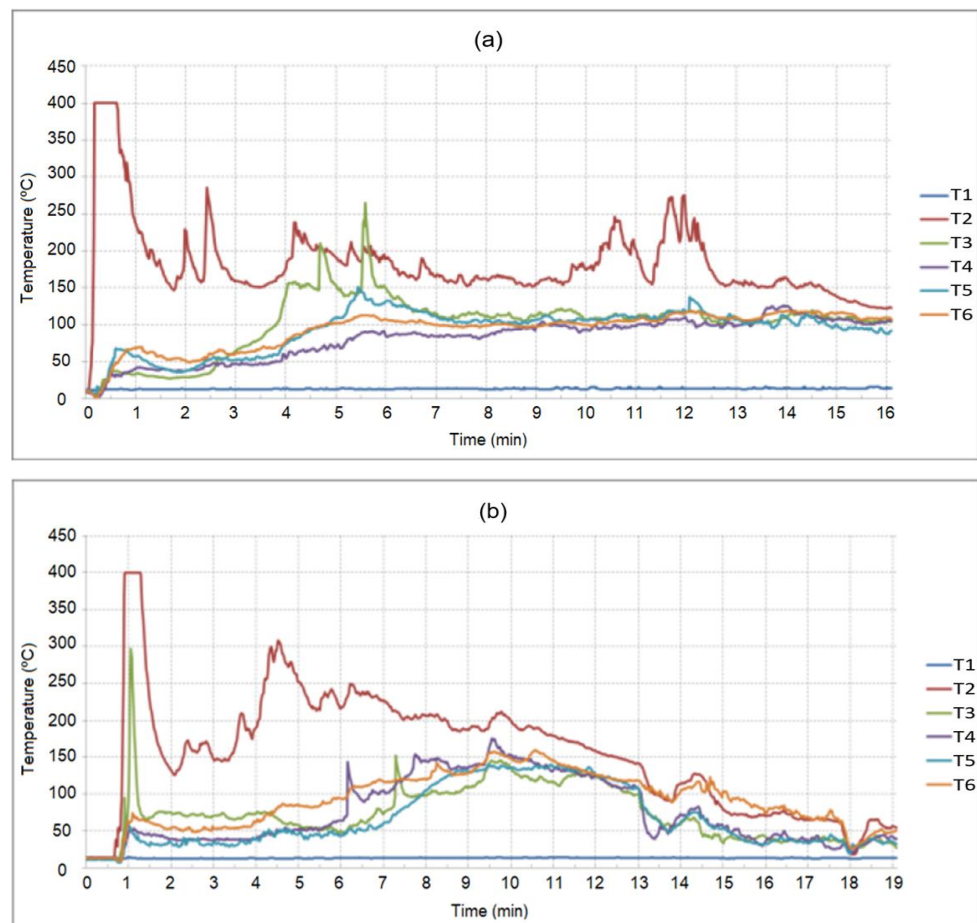 (a)
Temperature (ºC)
450
400
350
300
250
200
150
100
50
0
0 1 2 3 4 5 6 7 8 9 10 11 12 13 14 15 16
Time (min)
T1
T2
T3
T4
T5
T6
(b)
Temperature (ºC)
450
400
350
300
250
200
150
100
50
0
0 1 2 3 4 5 6 7 8 9 10 11 12 13 14 15 16 17 18 19
Time (min)
T1
T2
T3
T4
T5
T6